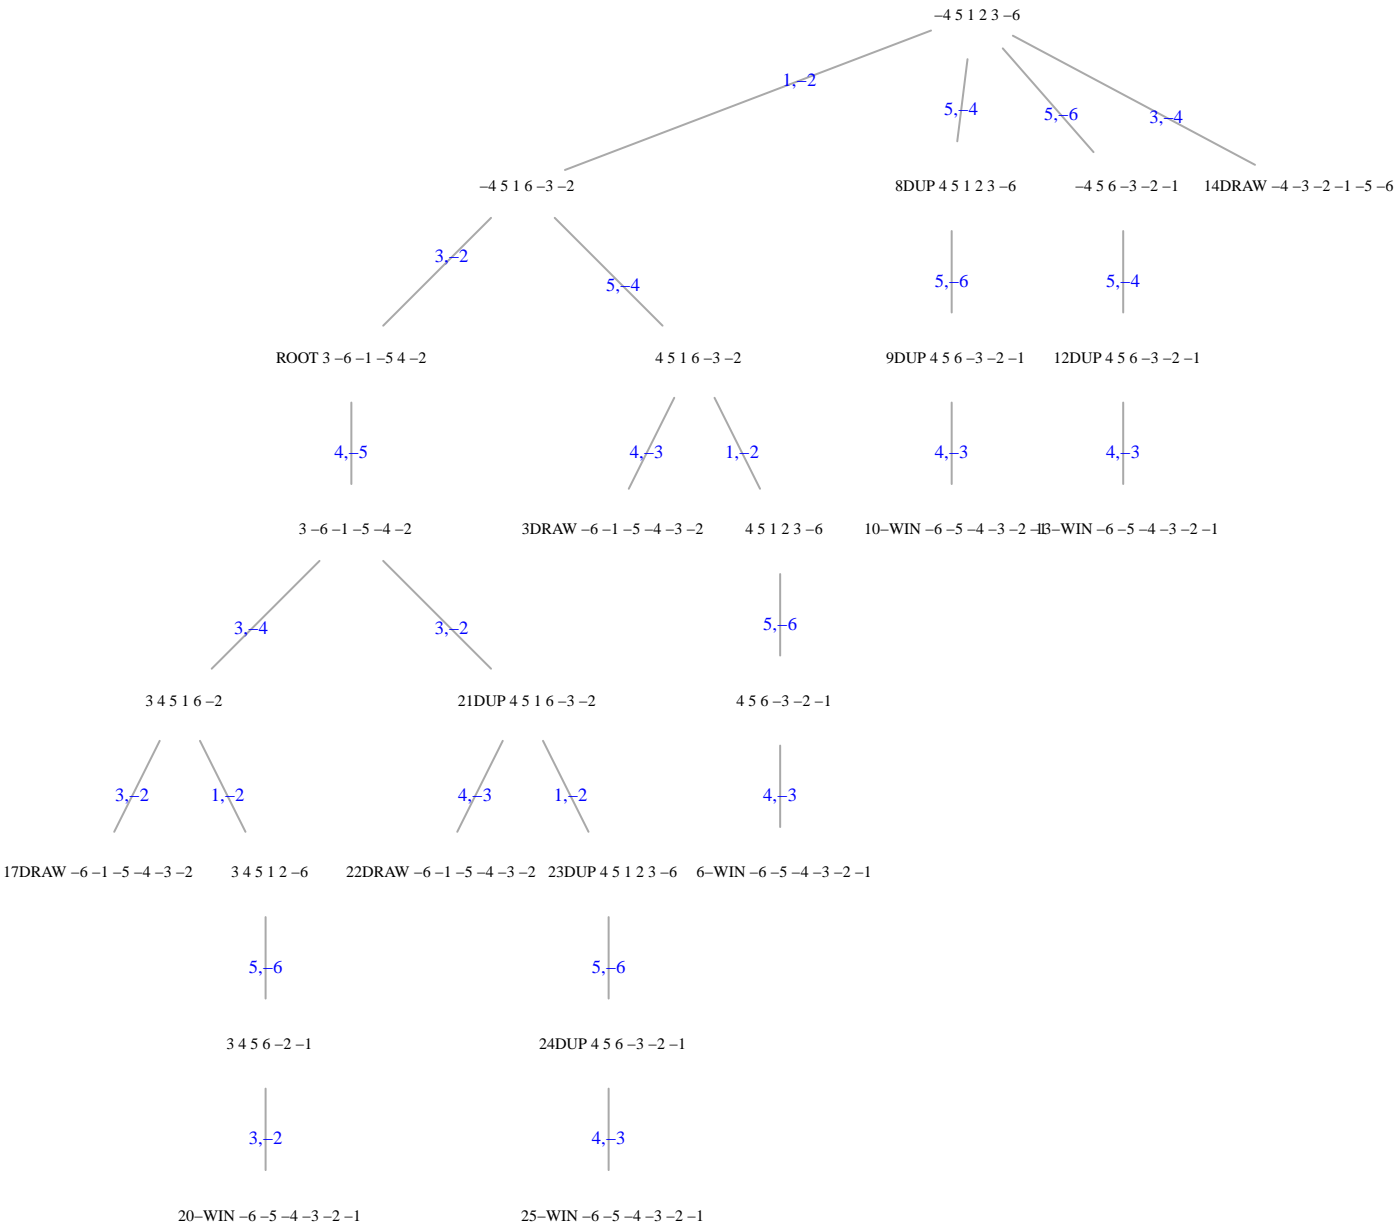 –4 5 1 2 3 –6
1,–2
5,–4
5,–6
3,–4
–4 5 1 6 –3 –2
8DUP 4 5 1 2 3 –6
–4 5 6 –3 –2 –1
14DRAW –4 –3 –2 –1 –5 –6
3,–2
5,–4
5,–6
5,–4
ROOT 3 –6 –1 –5 4 –2
4 5 1 6 –3 –2
9DUP 4 5 6 –3 –2 –1
12DUP 4 5 6 –3 –2 –1
4,–5
4,–3
1,–2
4,–3
4,–3
3 –6 –1 –5 –4 –2
3DRAW –6 –1 –5 –4 –3 –2
4 5 1 2 3 –6
10–WIN –6 –5 –4 –3 –2 –1
13–WIN –6 –5 –4 –3 –2 –1
5,–6
3,–4
3,–2
3 4 5 1 6 –2
21DUP 4 5 1 6 –3 –2
4 5 6 –3 –2 –1
3,–2
1,–2
4,–3
1,–2
4,–3
17DRAW –6 –1 –5 –4 –3 –2
3 4 5 1 2 –6
22DRAW –6 –1 –5 –4 –3 –2
23DUP 4 5 1 2 3 –6
6–WIN –6 –5 –4 –3 –2 –1
5,–6
5,–6
3 4 5 6 –2 –1
24DUP 4 5 6 –3 –2 –1
3,–2
4,–3
20–WIN –6 –5 –4 –3 –2 –1
25–WIN –6 –5 –4 –3 –2 –1